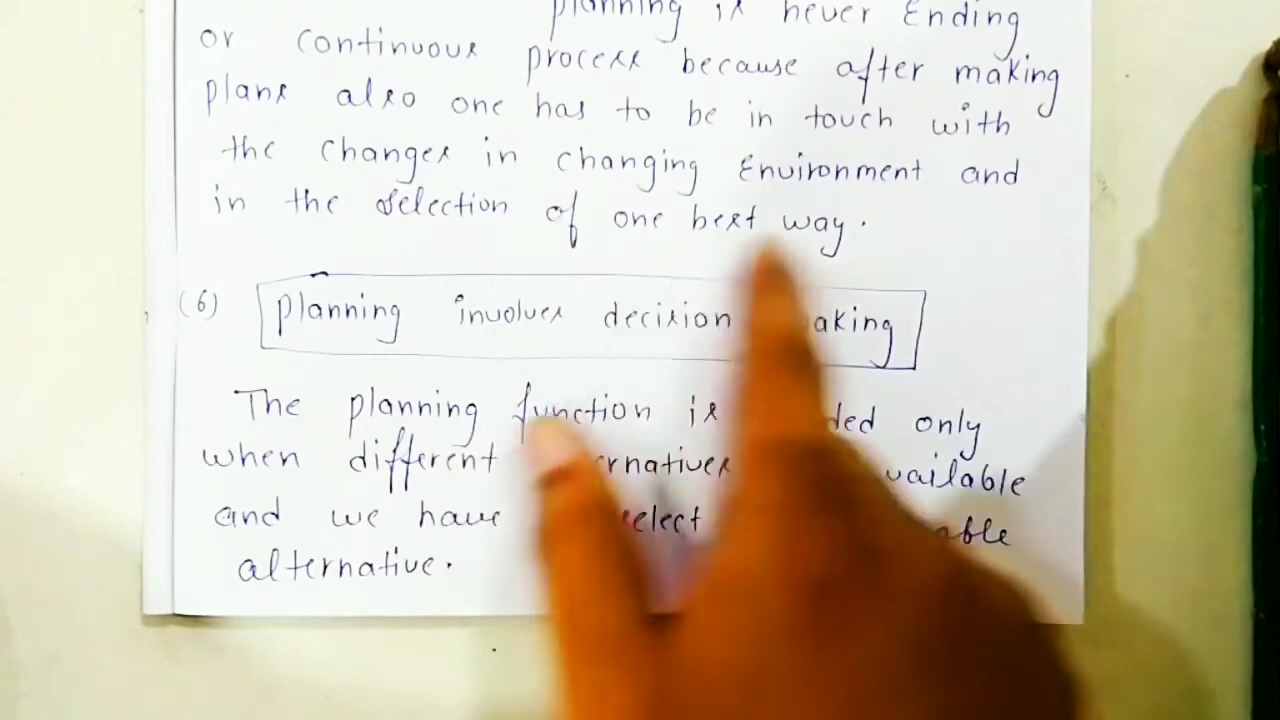 planning is never Ending
or continuous process because after making
plans also one has to be in touch with
the changes in changing Environment and
in the selection of one best way.
(6) planning involves decision aking
The planning function is ded only
when different rnatives vailable
and we have elect able
alternative.